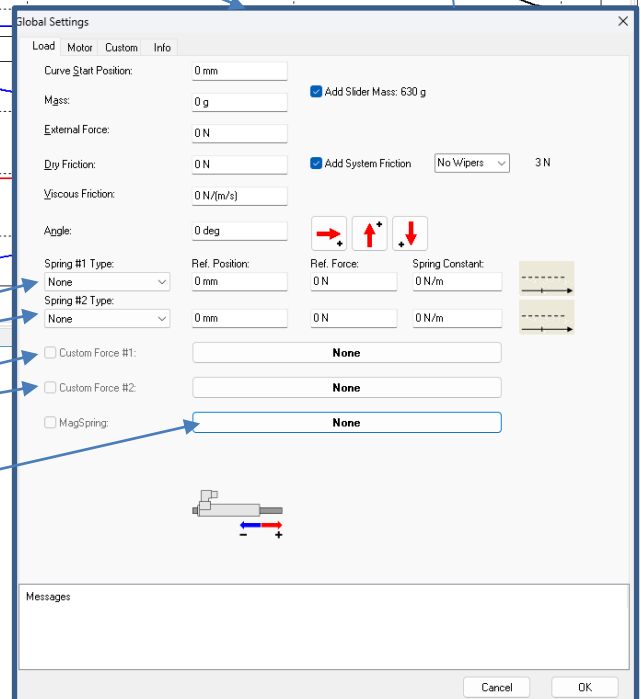 Global Settings
Load Motor Custom Info
Curve Start Position: 0 mm
Mass: 0 g Add Slider Mass: 630 g
External Force: 0 N
Dry Friction: 0 N Add System Friction No Wipers 3 N
Viscous Friction: 0 N/(m/s)
Angle: 0 deg + + +
Spring #1 Type: Ref. Position: Ref. Force: Spring Constant:
None 0 mm 0 N 0 N/m
Spring #2 Type:
None 0 mm 0 N 0 N/m
Custom Force #1: None
Custom Force #2: None
MagSpring: None
- +
Messages
Cancel OK